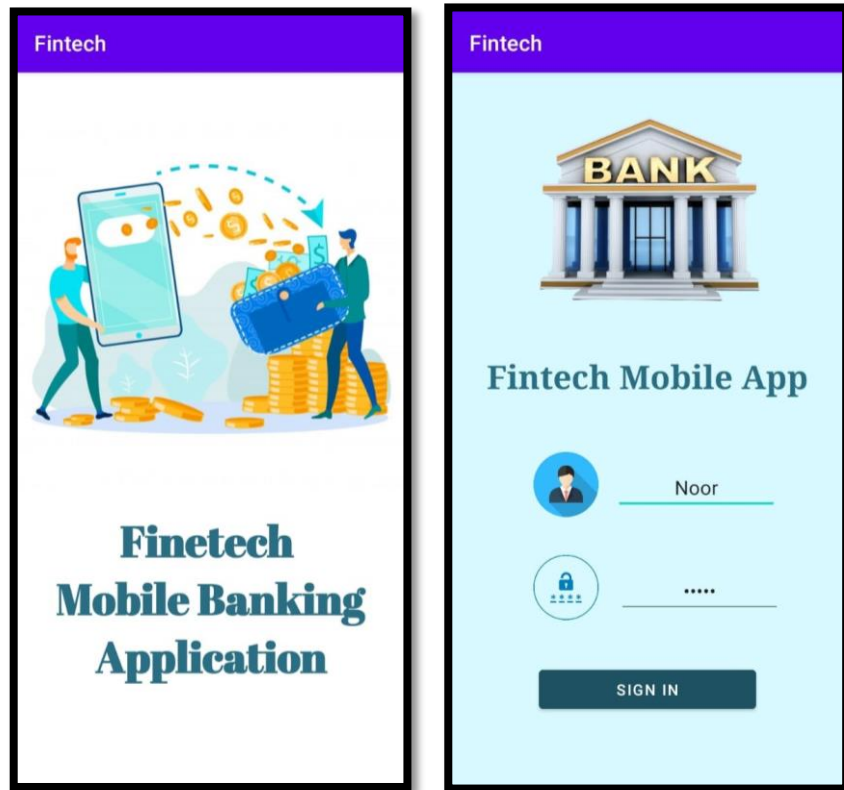 Fintech
Finetech
Mobile Banking
Application
Fintech
BANK
Fintech Mobile App
Noor
•••••
SIGN IN